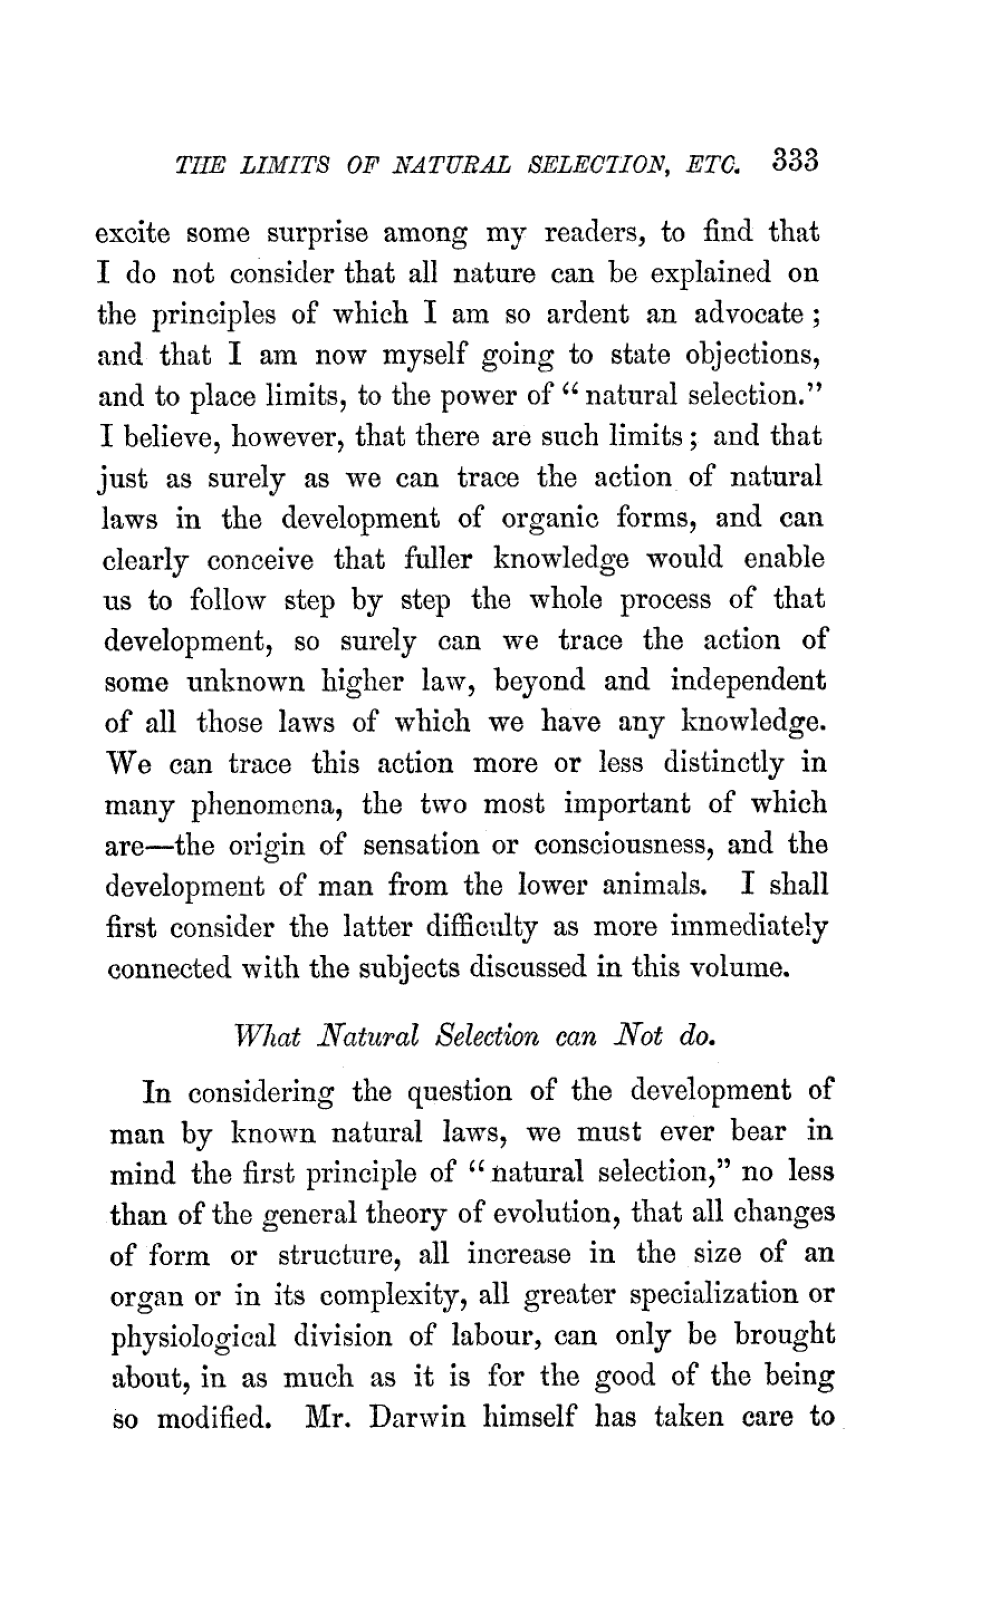 THE LIMITS OF NATURAL SELECTION, ETC. 333
excite some surprise among my readers, to find that
I do not consider that all nature can be explained on
the principles of which I am so ardent an advocate ;
and that I am now myself going to state objections,
and to place limits, to the power of “ natural selection.”
I believe, however, that there are such limits ; and that
just as surely as we can trace the action of natural
laws in the development of organic forms, and can
clearly conceive that fuller knowledge would enable
us to follow step by step the whole process of that
development, so surely can we trace the action of
some unknown higher law, beyond and independent
of all those laws of which we have any knowledge.
We can trace this action more or less distinctly in
many phenomena, the two most important of which
are—the origin of sensation or consciousness, and the
development of man from the lower animals. I shall
first consider the latter difficulty as more immediately
connected with the subjects discussed in this volume.
What Natural Selection can Not do.
In considering the question of the development of
man by known natural laws, we must ever bear in
mind the first principle of “ natural selection,” no less
than of the general theory of evolution, that all changes
of form or structure, all increase in the size of an
organ or in its complexity, all greater specialization or
physiological division of labour, can only be brought
about, in as much as it is for the good of the being
so modified. Mr. Darwin himself has taken care to